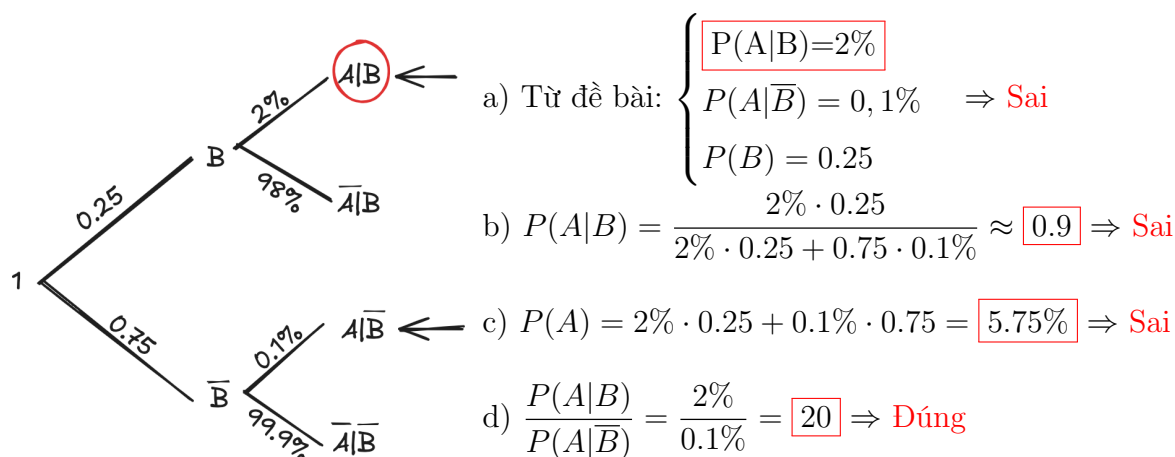 A|B
2%
B
98%
A̅|B
0.25
1
0.75
A|B̅
0.1%
B̅
99.9%
A̅|B̅
a) Từ đề bài: P(A|B)=2%
P(A|B̅) = 0, 1% ⇒ Sai
P(B) = 0.25
b) P(A|B) = (2% · 0.25)/(2% · 0.25 + 0.75 · 0.1%) ≈ 0.9 ⇒ Sai
c) P(A) = 2% · 0.25 + 0.1% · 0.75 = 5.75% ⇒ Sai
d) P(A|B)/P(A|B̅) = 2%/0.1% = 20 ⇒ Đúng